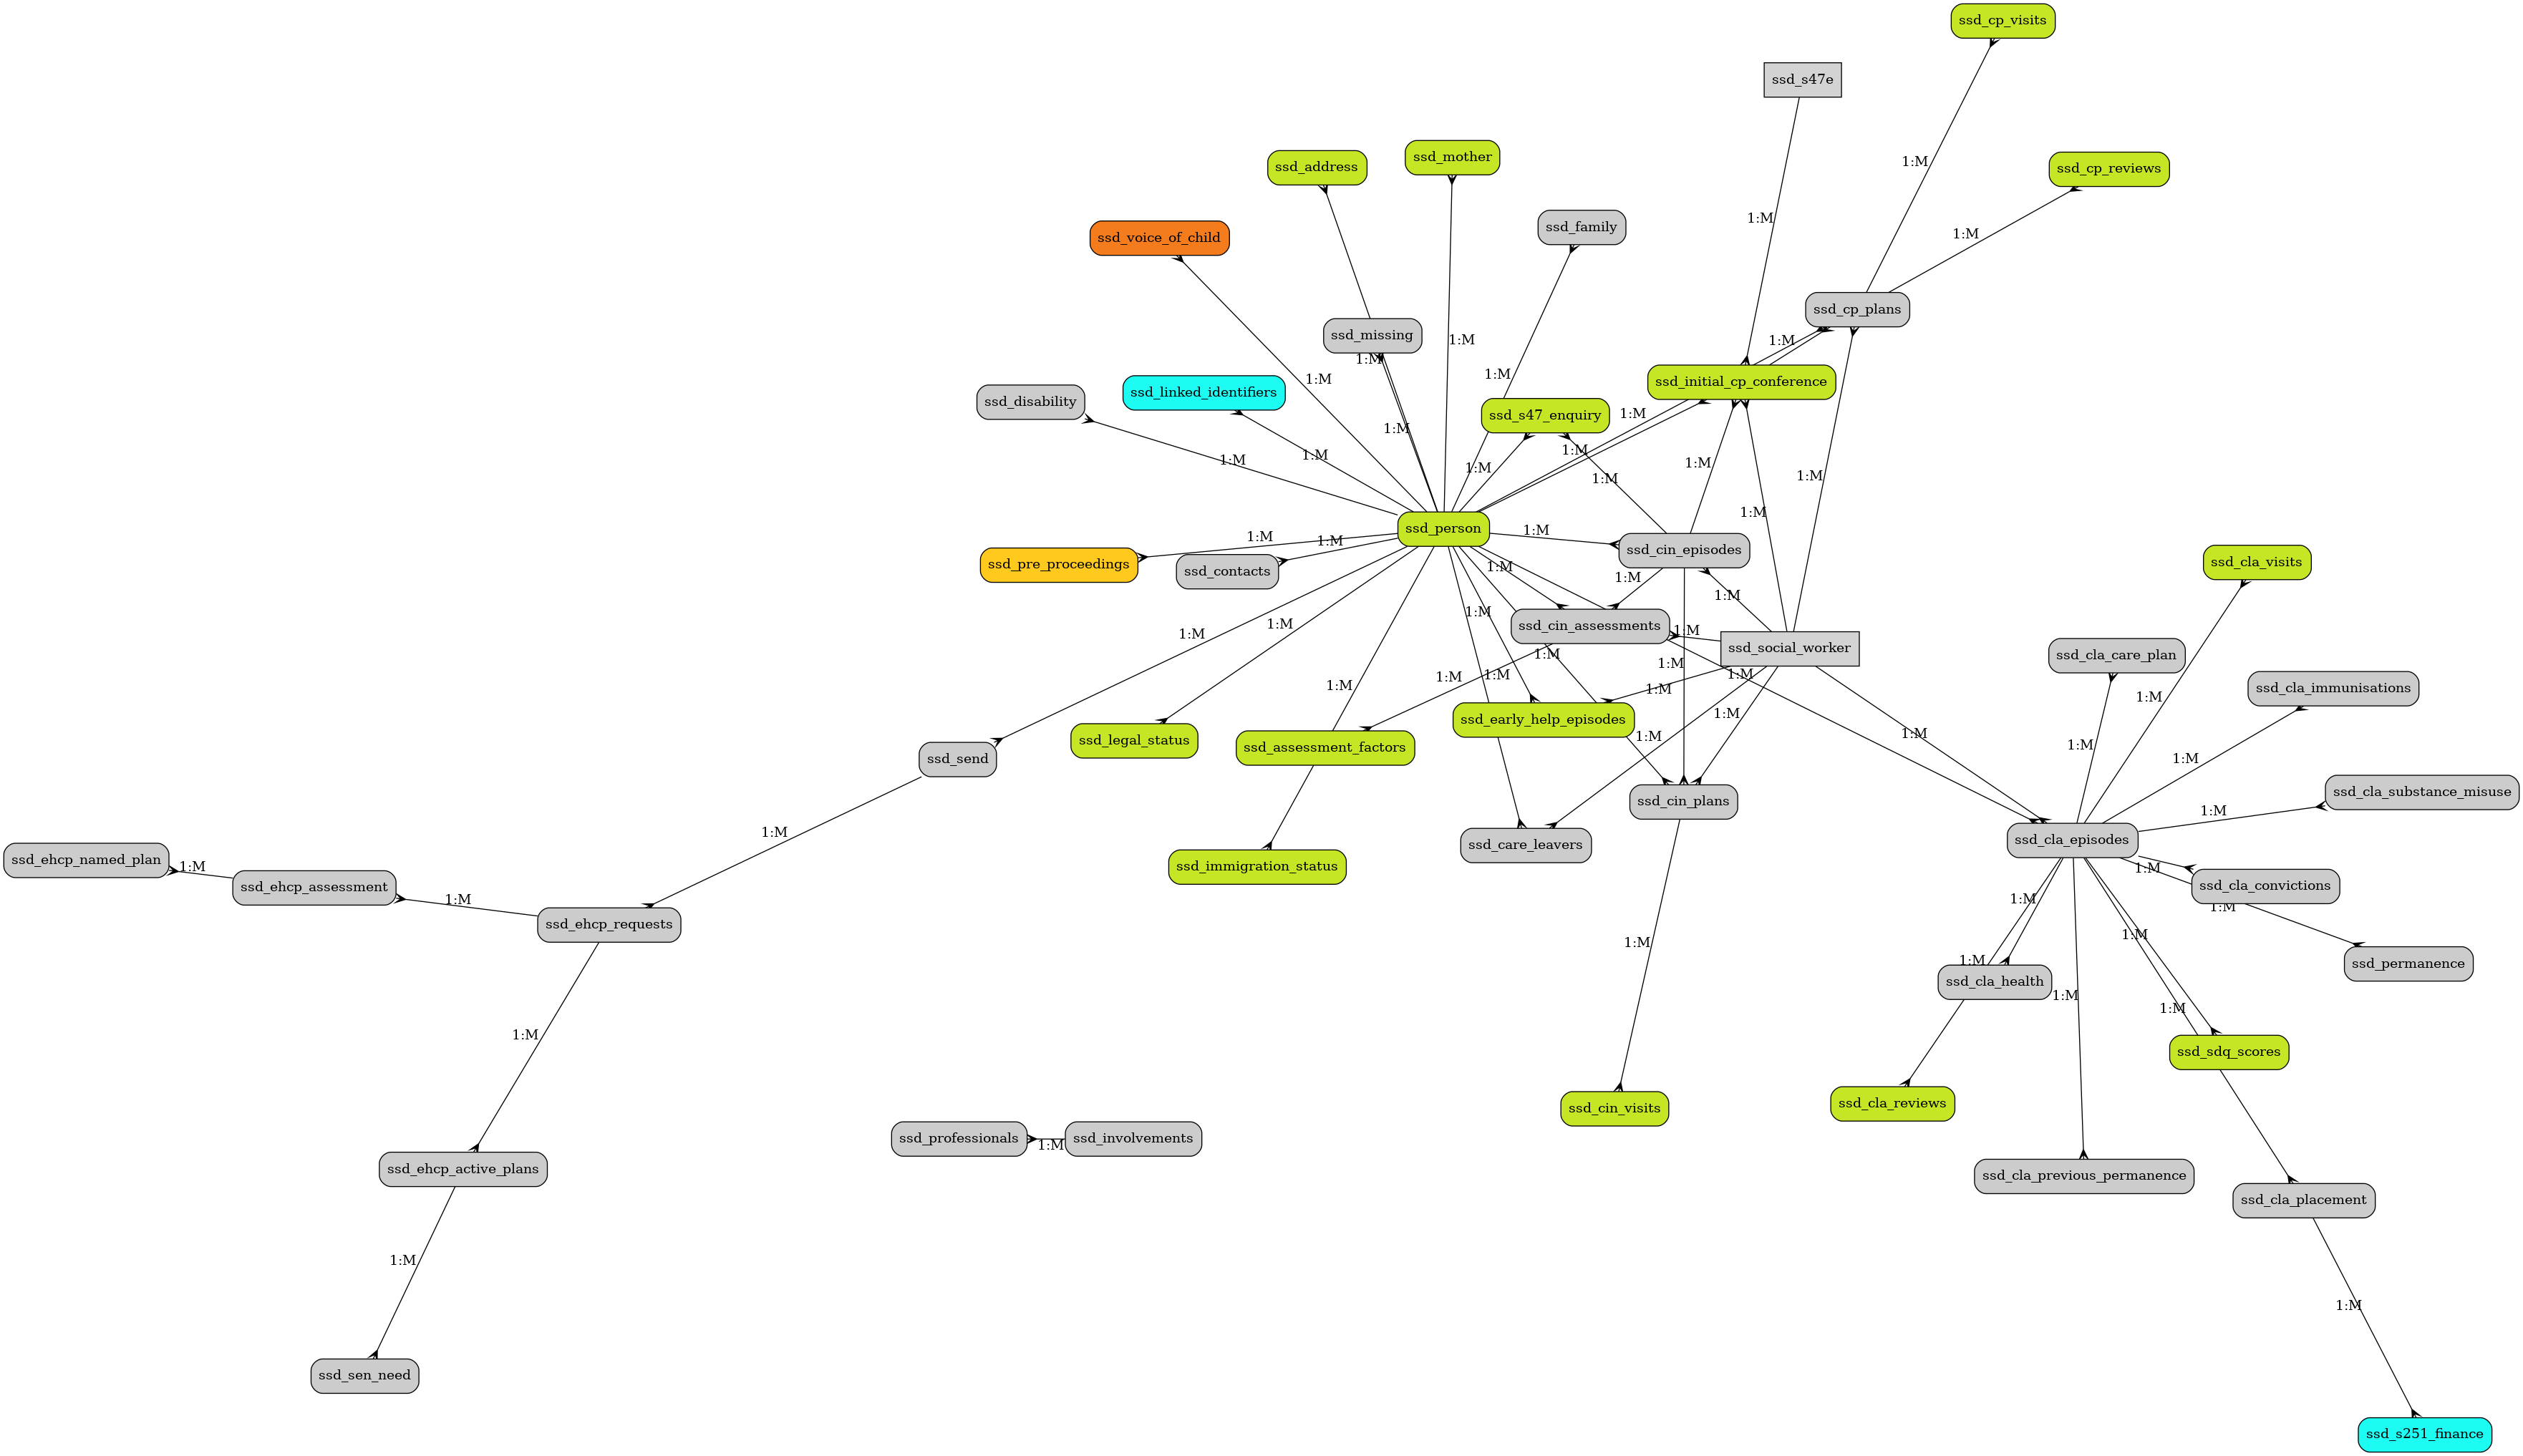 ssd_cp_visits
ssd_s47e
ssd_mother
1:M
ssd_address
ssd_cp_reviews
1:M
ssd_family
1:M
ssd_voice_of_child
ssd_cp_plans
ssd_missing
1:M
1:M
1:M
1:M
1:M
ssd_initial_cp_conference
ssd_linked_identifiers
ssd_disability
1:M
ssd_s47_enquiry
1:M
1:M
1:M
1:M
1:M
1:M
1:M
1:M
1:M
1:M
ssd_person
1:M
1:M
1:M
ssd_cin_episodes
ssd_cla_visits
ssd_pre_proceedings
ssd_contacts
1:M
1:M
1:M
1:M
1:M
ssd_cin_assessments
1:M
1:M
ssd_social_worker
ssd_cla_care_plan
1:M
1:M
1:M
1:M
1:M
1:M
1:M
ssd_cla_immunisations
1:M
1:M
ssd_early_help_episodes
1:M
1:M
1:M
ssd_legal_status
ssd_assessment_factors
1:M
ssd_send
1:M
ssd_cla_substance_misuse
ssd_cin_plans
1:M
1:M
ssd_cla_episodes
ssd_care_leavers
ssd_ehcp_named_plan
1:M
ssd_immigration_status
1:M
ssd_ehcp_assessment
ssd_cla_convictions
1:M
1:M
1:M
ssd_ehcp_requests
1:M
1:M
1:M
ssd_permanence
ssd_cla_health
1:M
1:M
1:M
ssd_sdq_scores
ssd_cla_reviews
ssd_cin_visits
ssd_professionals
1:M
ssd_involvements
ssd_ehcp_active_plans
ssd_cla_previous_permanence
ssd_cla_placement
1:M
1:M
ssd_sen_need
ssd_s251_finance